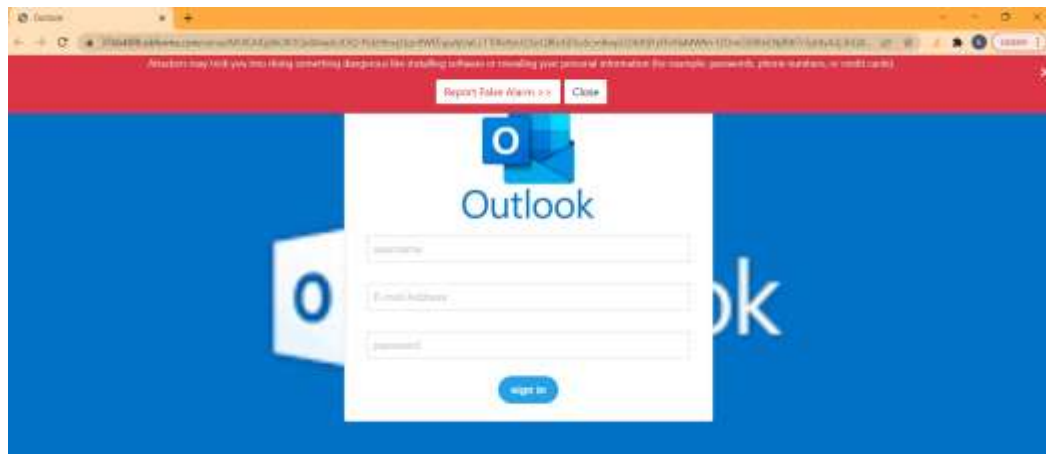 Outlook
Attackers may trick you into doing something dangerous like installing software or revealing your personal information (for example, passwords, phone numbers, or credit cards)
Report False Alarm >>
Close
O
Outlook
username
E-mail Address
O
ok
password
sign in